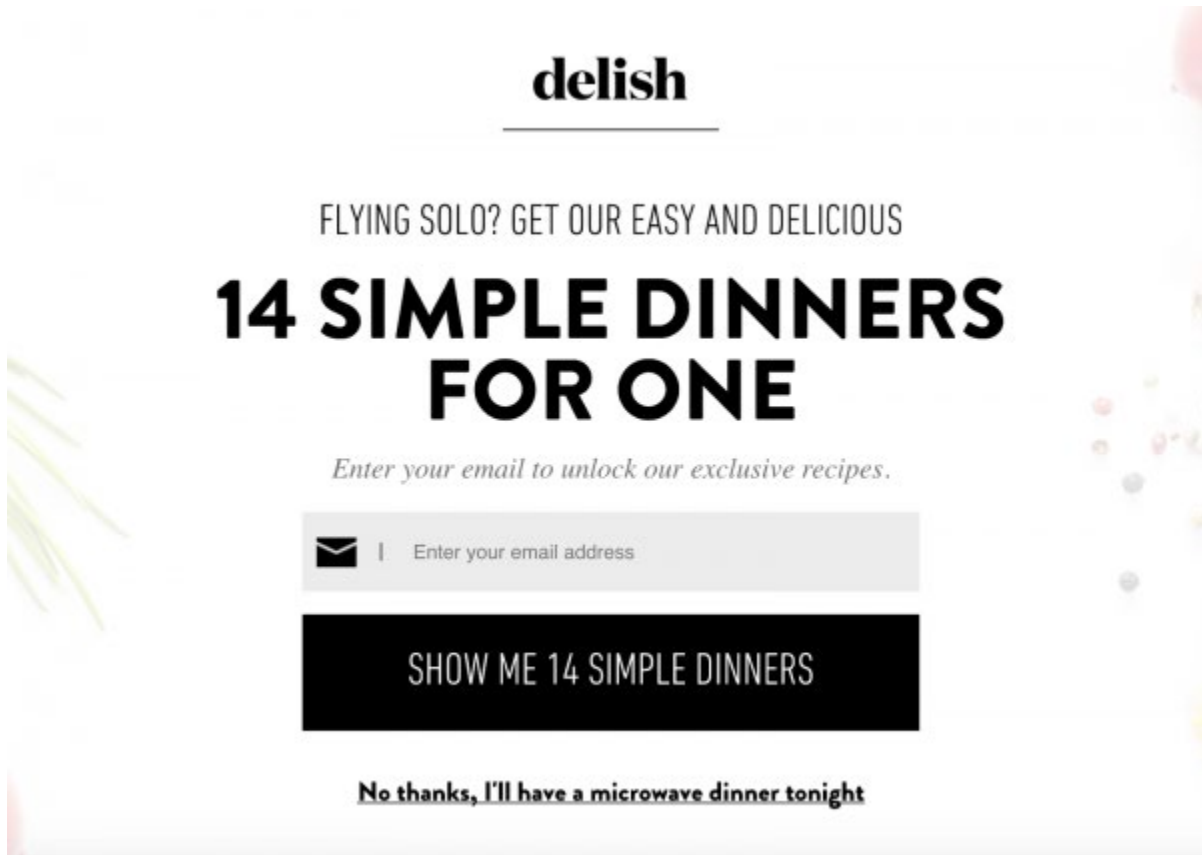 delish
FLYING SOLO? GET OUR EASY AND DELICIOUS
14 SIMPLE DINNERS
FOR ONE
Enter your email to unlock our exclusive recipes.
| Enter your email address
SHOW ME 14 SIMPLE DINNERS
No thanks, I'll have a microwave dinner tonight